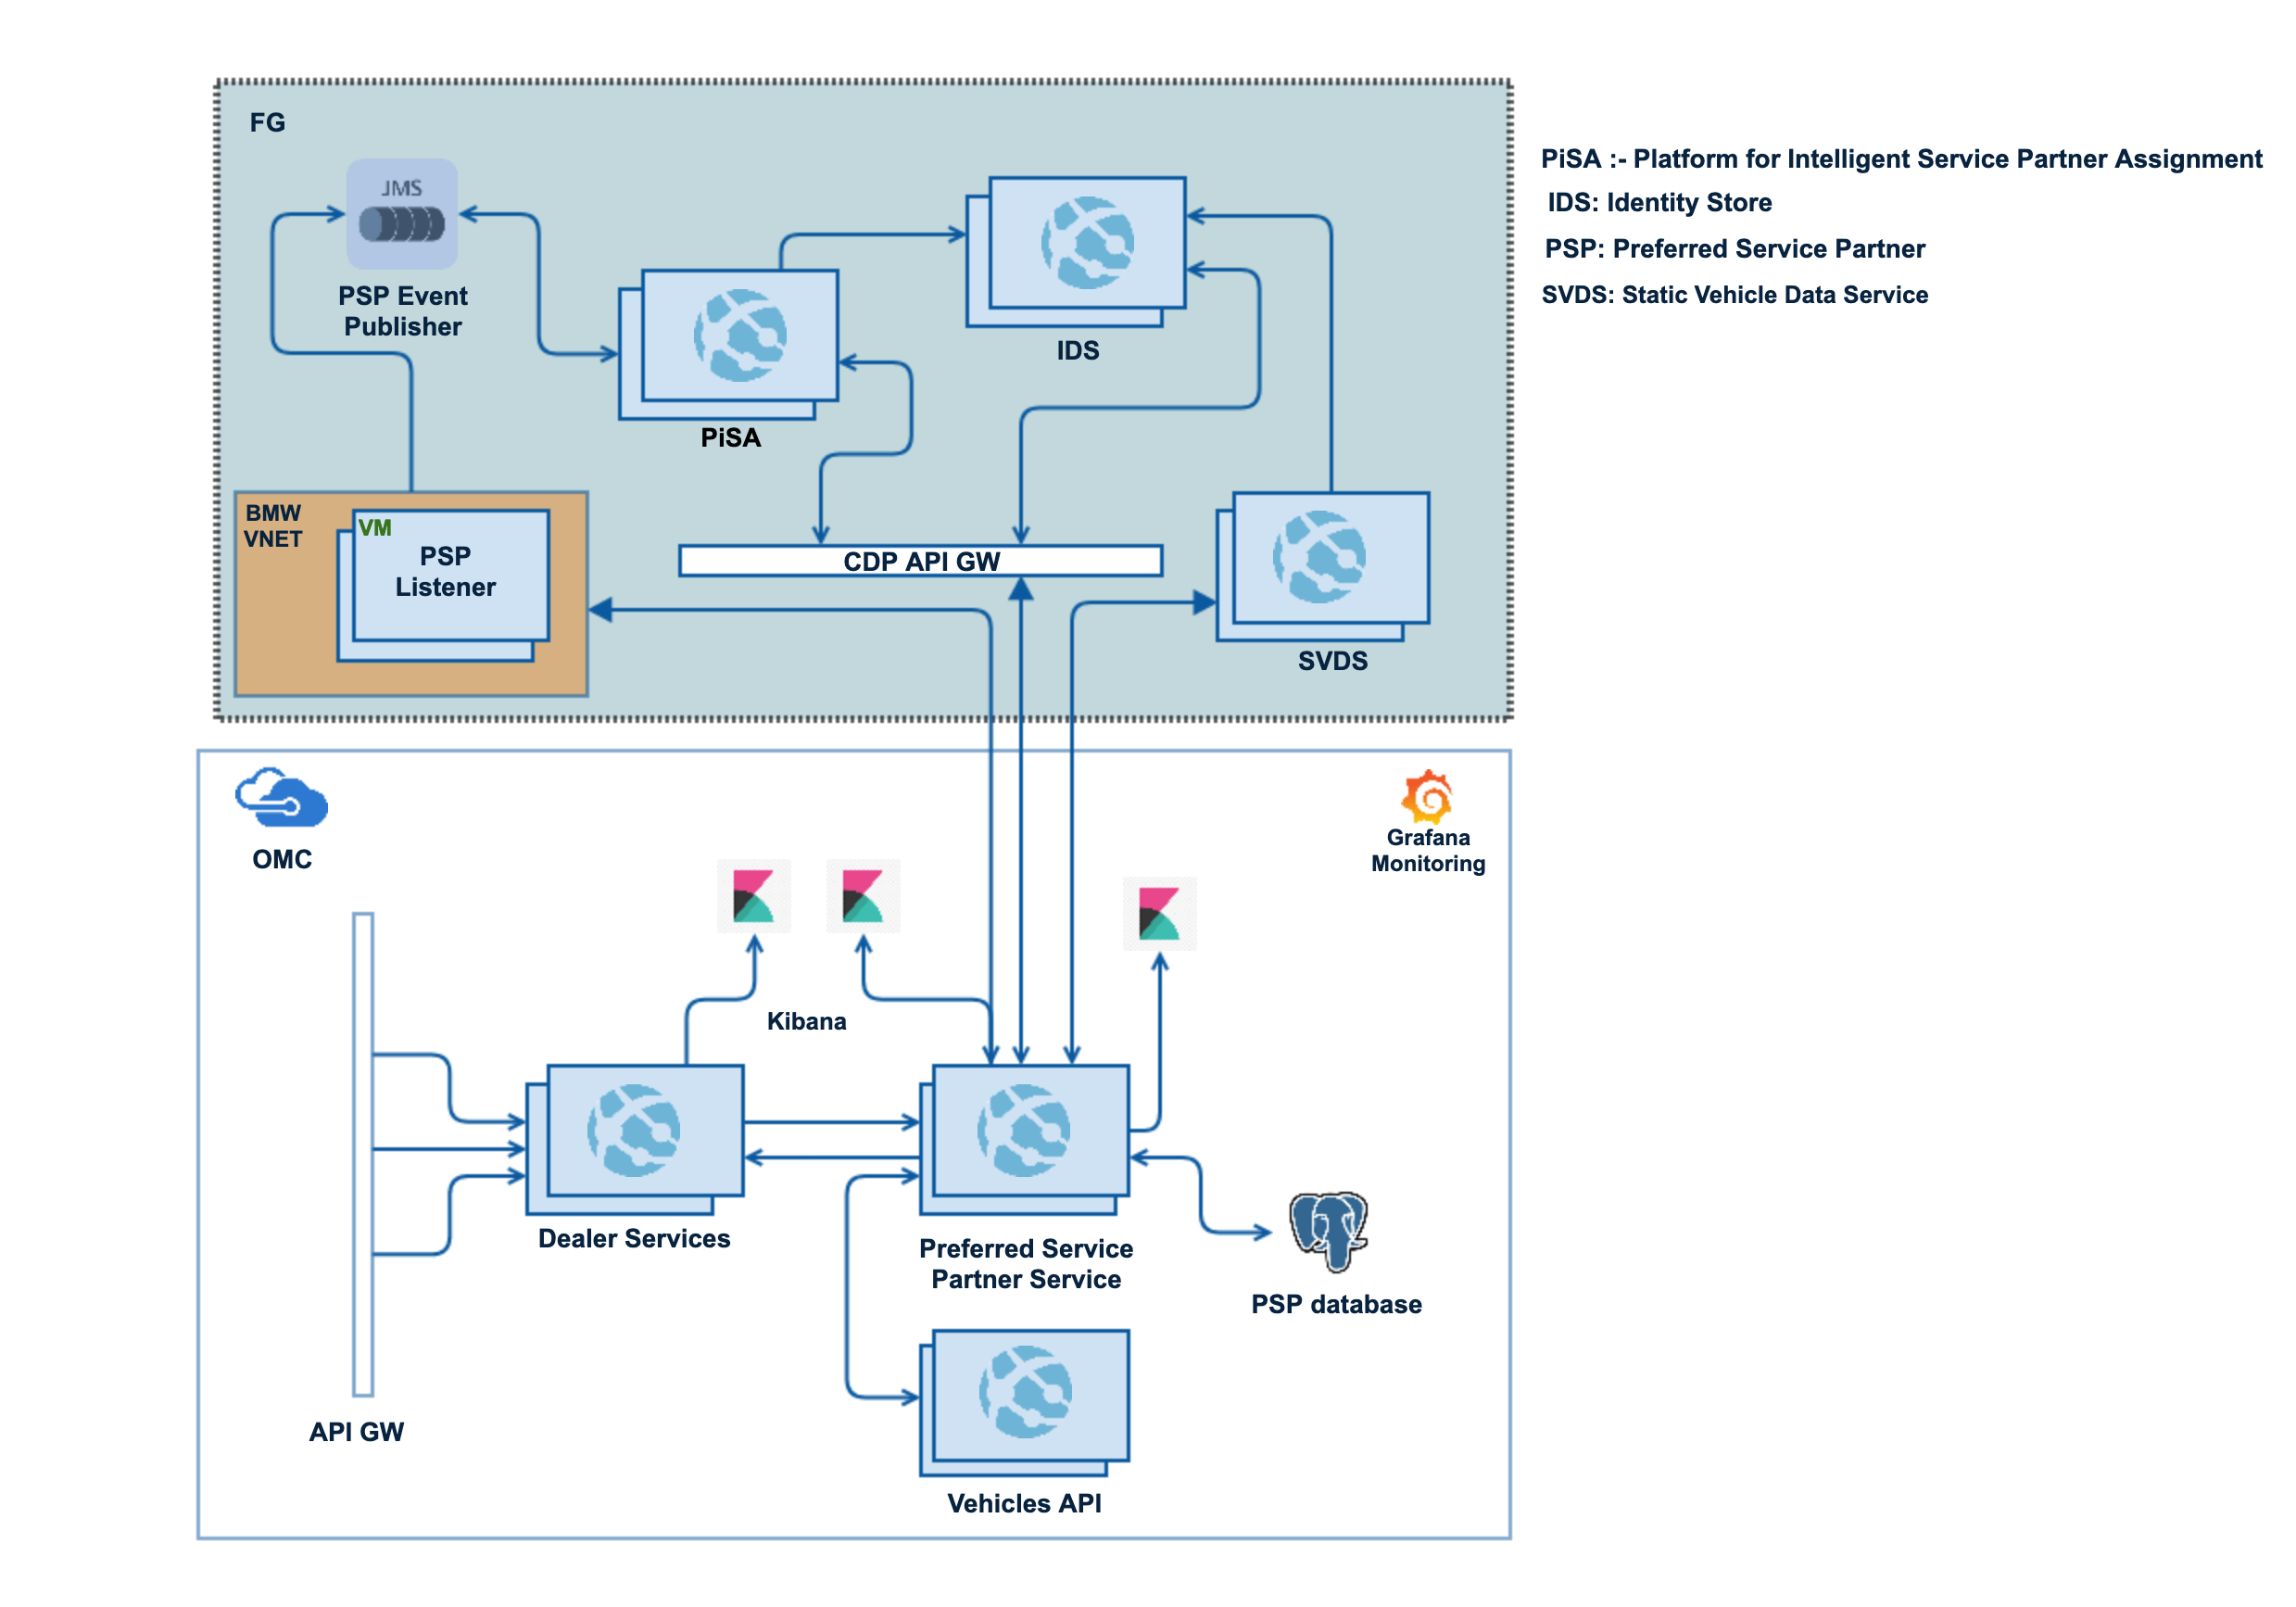 FG
JMS
PSP Event
Publisher
PiSA
IDS
PiSA :- Platform for Intelligent Service Partner Assignment
IDS: Identity Store
PSP: Preferred Service Partner
SVDS: Static Vehicle Data Service
BMW
VNET
VM
PSP
Listener
CDP API GW
SVDS
OMC
Grafana
Monitoring
Kibana
Dealer Services
Preferred Service
Partner Service
PSP database
API GW
Vehicles API